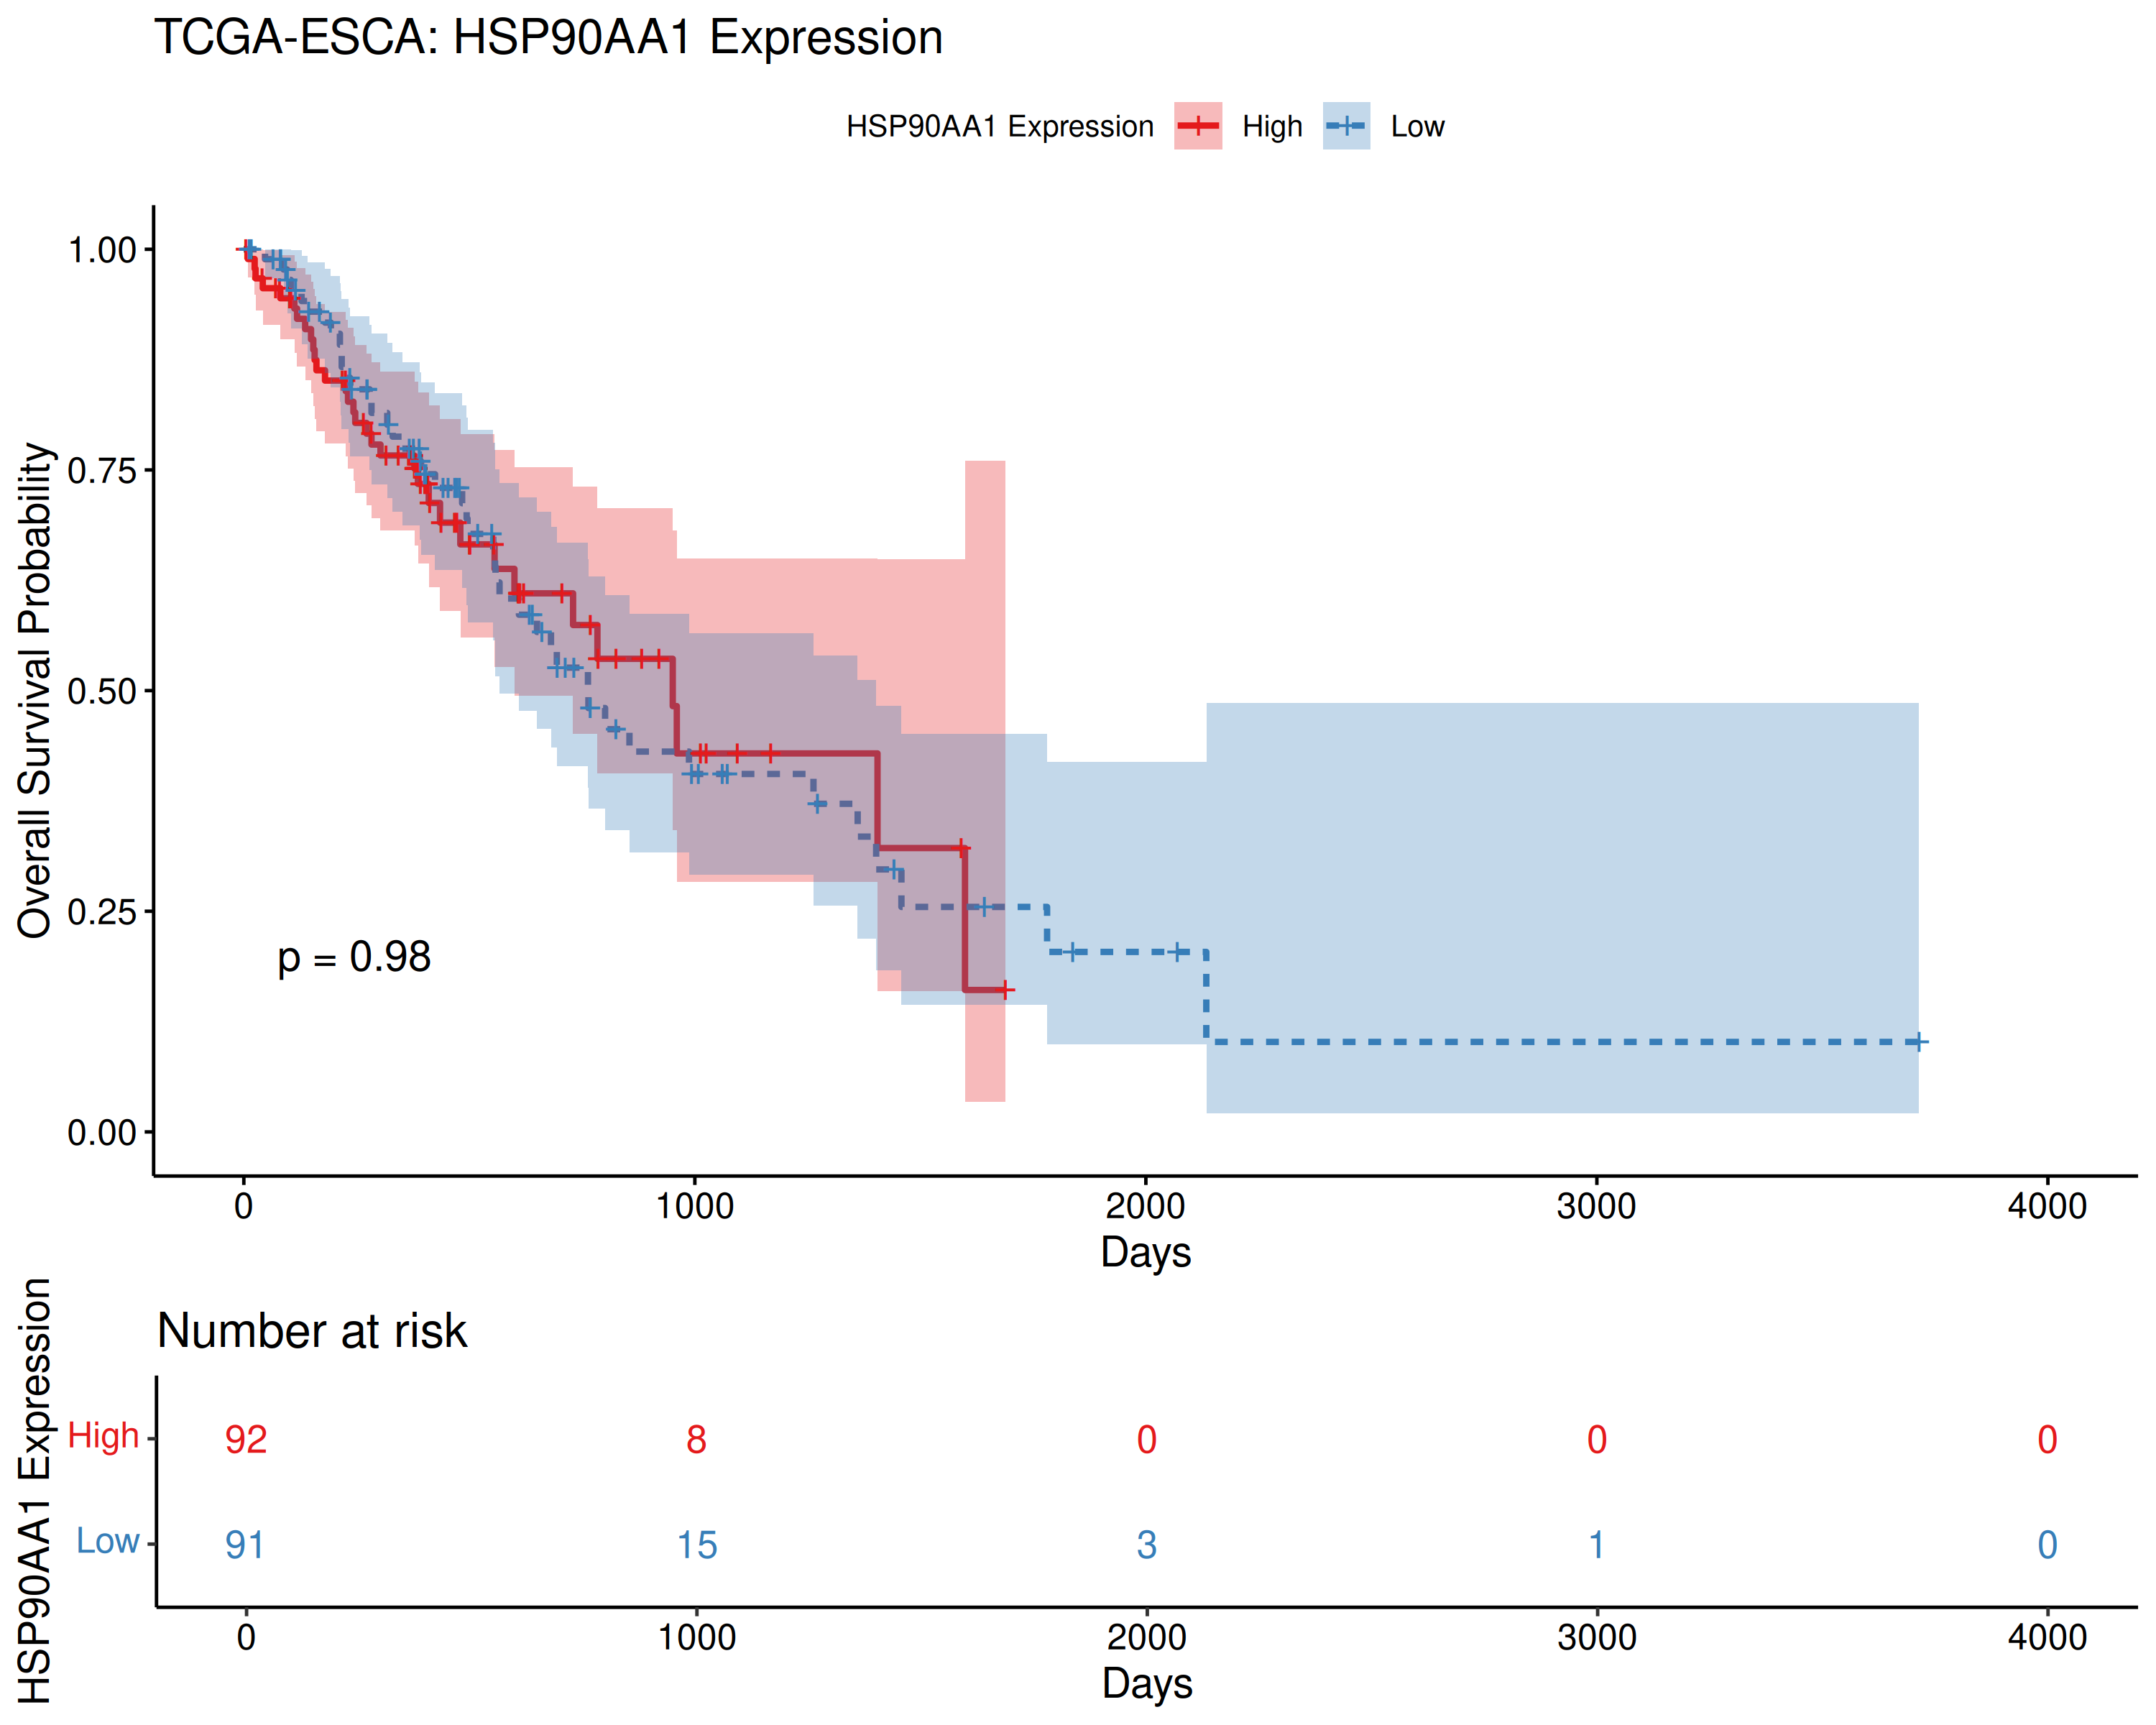 TCGA-ESCA: HSP90AA1 Expression
HSP90AA1 Expression High Low
Overall Survival Probability
1.00
0.75
0.50
0.25
0.00
p = 0.98
0 1000 2000 3000 4000
Days
Number at risk
HSP90AA1 Expression
High 92 8 0 0 0
Low 91 15 3 1 0
0 1000 2000 3000 4000
Days